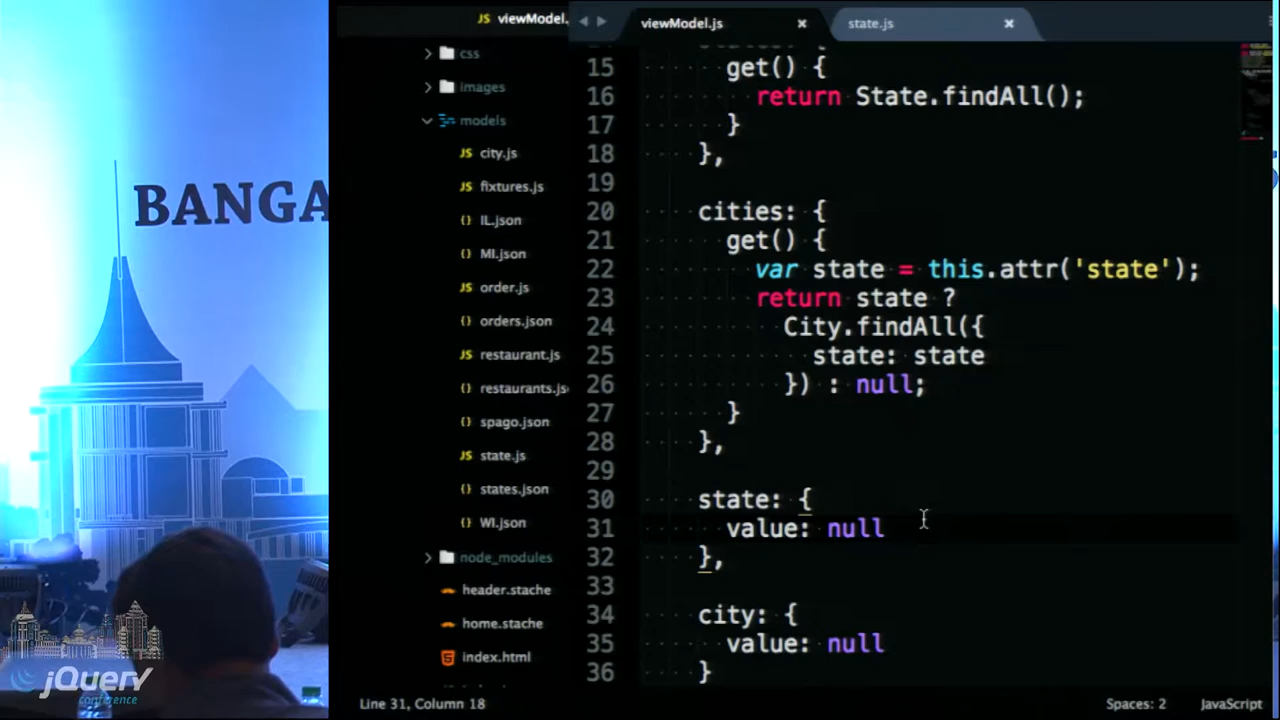 BANGA
jQuery
conference
viewModel.
css
images
models
city.js
fixtures.js
IL.json
MI.json
order.js
orders.json
restaurant.js
restaurants.js
spago.json
state.js
states.json
WI.json
node_modules
header.stache
home.stache
index.html
viewModel.js
state.js
15 get() {
16 return State.findAll();
17 }
18 },
19
20 cities: {
21 get() {
22 var state = this.attr('state');
23 return state ?
24 City.findAll({
25 state: state
26 }) : null;
27 }
28 },
29
30 state: {
31 value: null
32 },
33
34 city: {
35 value: null
36 }
Line 31, Column 18
Spaces: 2
JavaScript